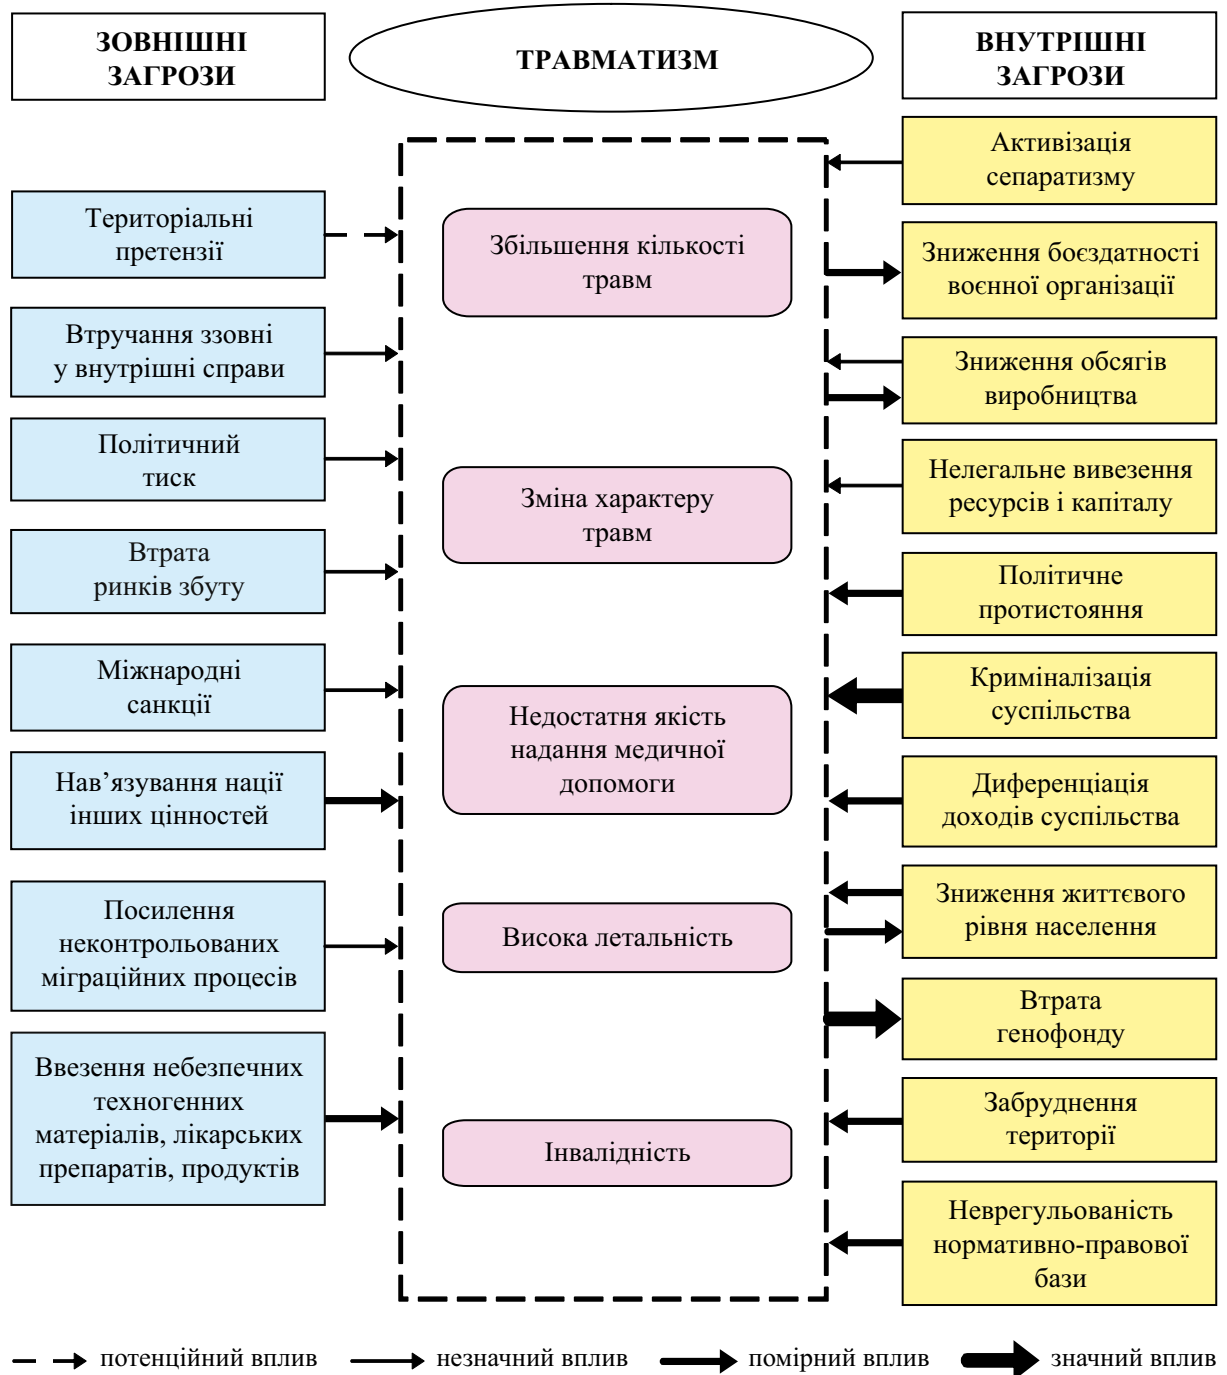 ЗОВНІШНІ
ЗАГРОЗИ
ТРАВМАТИЗМ
ВНУТРІШНІ
ЗАГРОЗИ
Територіальні
претензії
Втручання ззовні
у внутрішні справи
Політичний
тиск
Втрата
ринків збуту
Міжнародні
санкції
Нав’язування нації
інших цінностей
Посилення
неконтрольованих
міграційних процесів
Ввезення небезпечних
техногенних
матеріалів, лікарських
препаратів, продуктів
Збільшення кількості
травм
Зміна характеру
травм
Недостатня якість
надання медичної
допомоги
Висока летальність
Інвалідність
Активізація
сепаратизму
Зниження боєздатності
воєнної організації
Зниження обсягів
виробництва
Нелегальне вивезення
ресурсів і капіталу
Політичне
протистояння
Криміналізація
суспільства
Диференціація
доходів суспільства
Зниження життєвого
рівня населення
Втрата
генофонду
Забруднення
території
Неврегульованість
нормативно-правової
бази
потенційний вплив
незначний вплив
помірний вплив
значний вплив